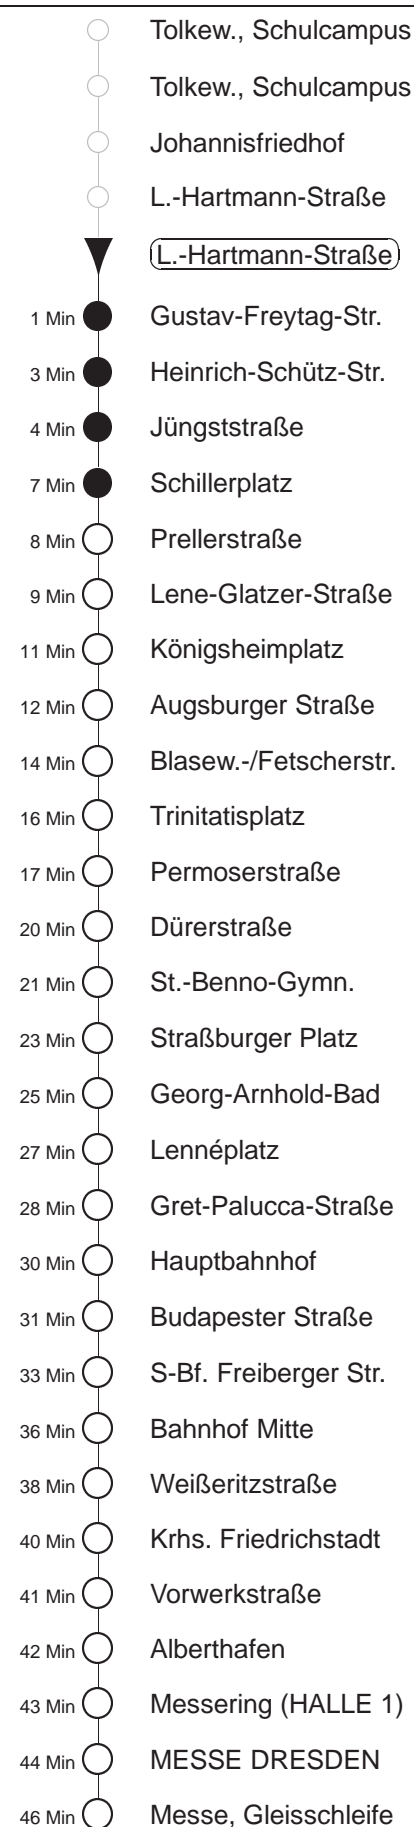 Tolkew., Schulcampus
Tolkew., Schulcampus
Johannisfriedhof
L.-Hartmann-Straße
L.-Hartmann-Straße
1 Min Gustav-Freytag-Str.
3 Min Heinrich-Schütz-Str.
4 Min Jüngststraße
7 Min Schillerplatz
8 Min Prellerstraße
9 Min Lene-Glatzer-Straße
11 Min Königsheimplatz
12 Min Augsburger Straße
14 Min Blasew.-/Fetscherstr.
16 Min Trinitatisplatz
17 Min Permoserstraße
20 Min Dürerstraße
21 Min St.-Benno-Gymn.
23 Min Straßburger Platz
25 Min Georg-Arnhold-Bad
27 Min Lennéplatz
28 Min Gret-Palucca-Straße
30 Min Hauptbahnhof
31 Min Budapester Straße
33 Min S-Bf. Freiberger Str.
36 Min Bahnhof Mitte
38 Min Weißeritzstraße
40 Min Krhs. Friedrichstadt
41 Min Vorwerkstraße
42 Min Alberthafen
43 Min Messering (HALLE 1)
44 Min MESSE DRESDEN
46 Min Messe, Gleisschleife